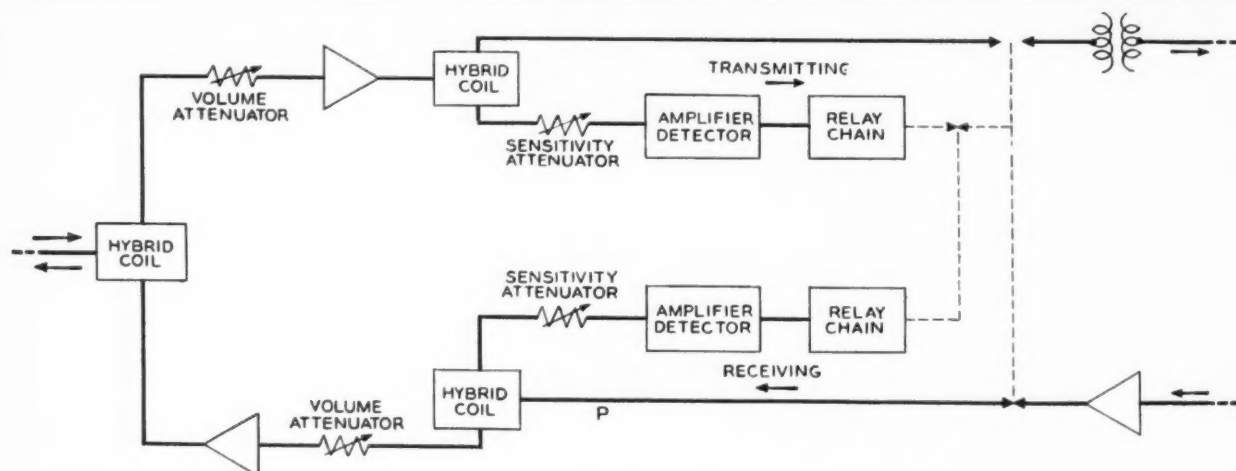 HYBRID
COIL
TRANSMITTING
VOLUME
ATTENUATOR
AMPLIFIER
DETECTOR
RELAY
CHAIN
SENSITIVITY
ATTENUATOR
HYBRID
COIL
SENSITIVITY
ATTENUATOR
AMPLIFIER
DETECTOR
RELAY
CHAIN
RECEIVING
HYBRID
COIL
P
VOLUME
ATTENUATOR